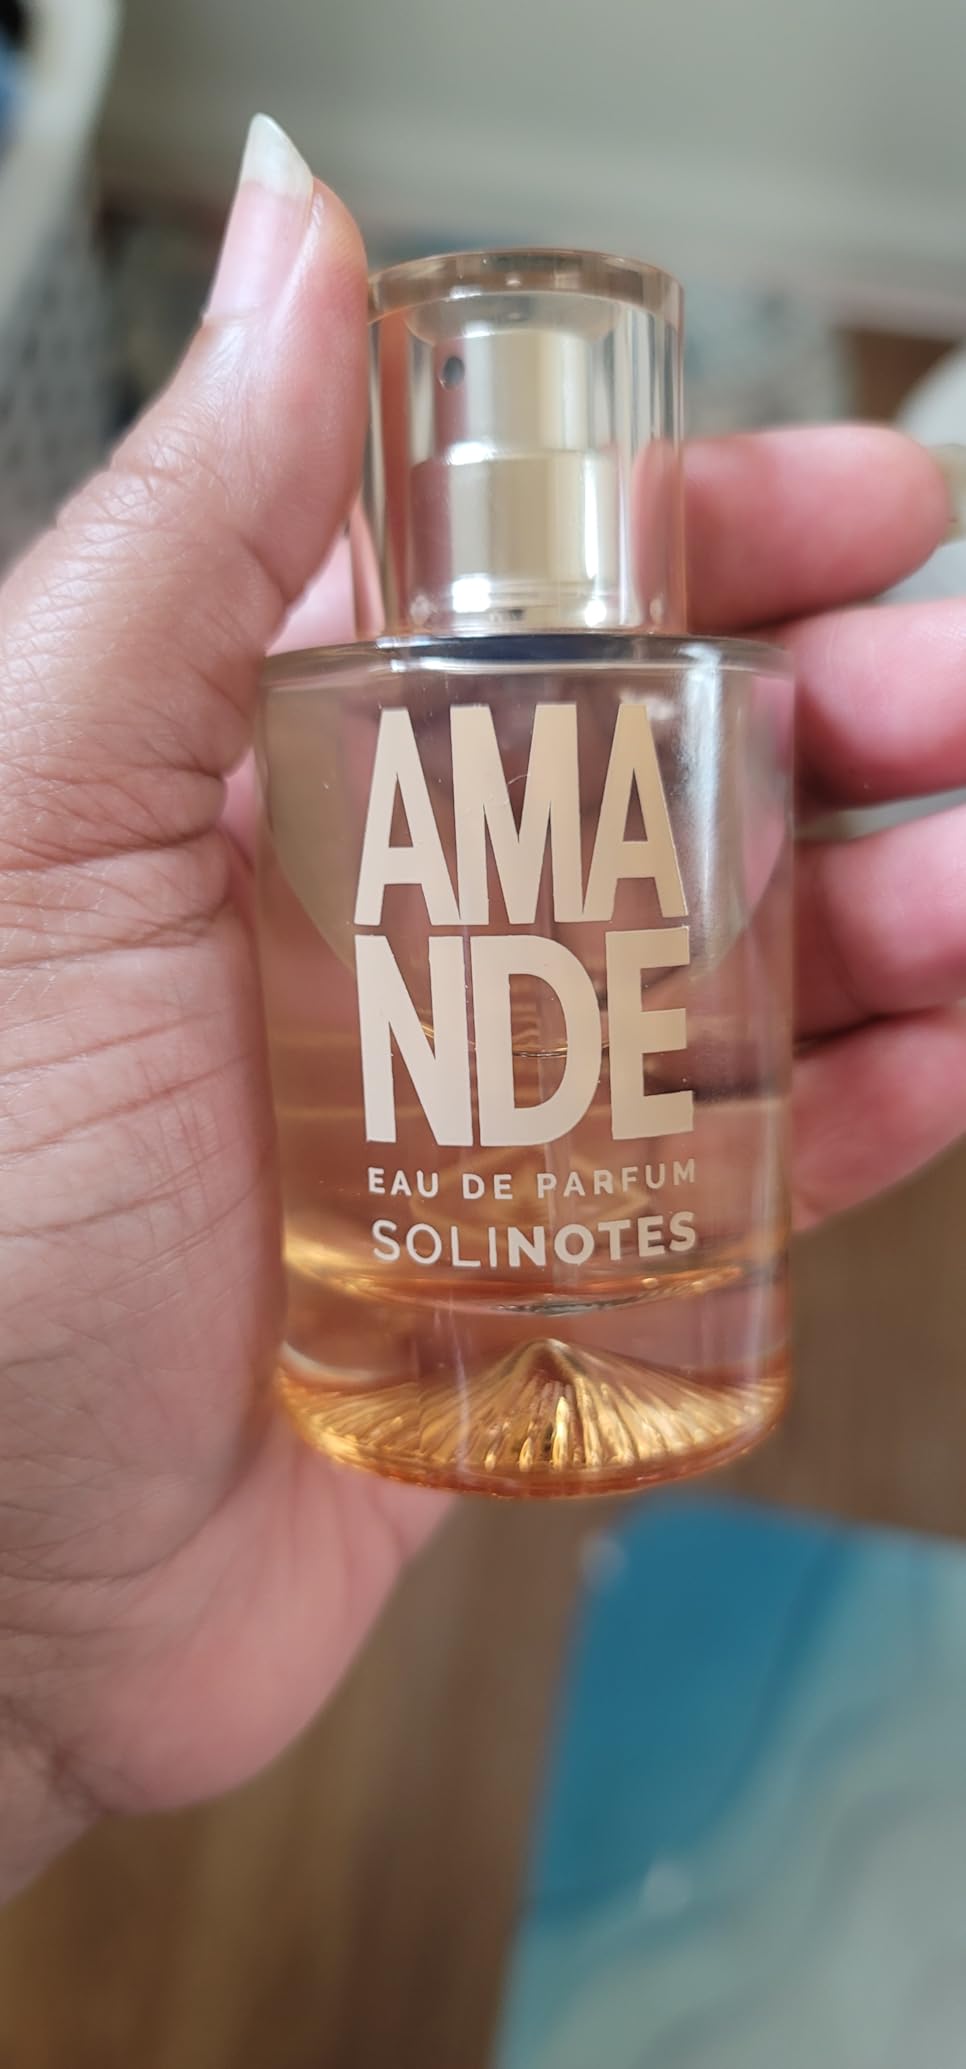 AMA
NDE
EAU DE PARFUM
SOLINOTES